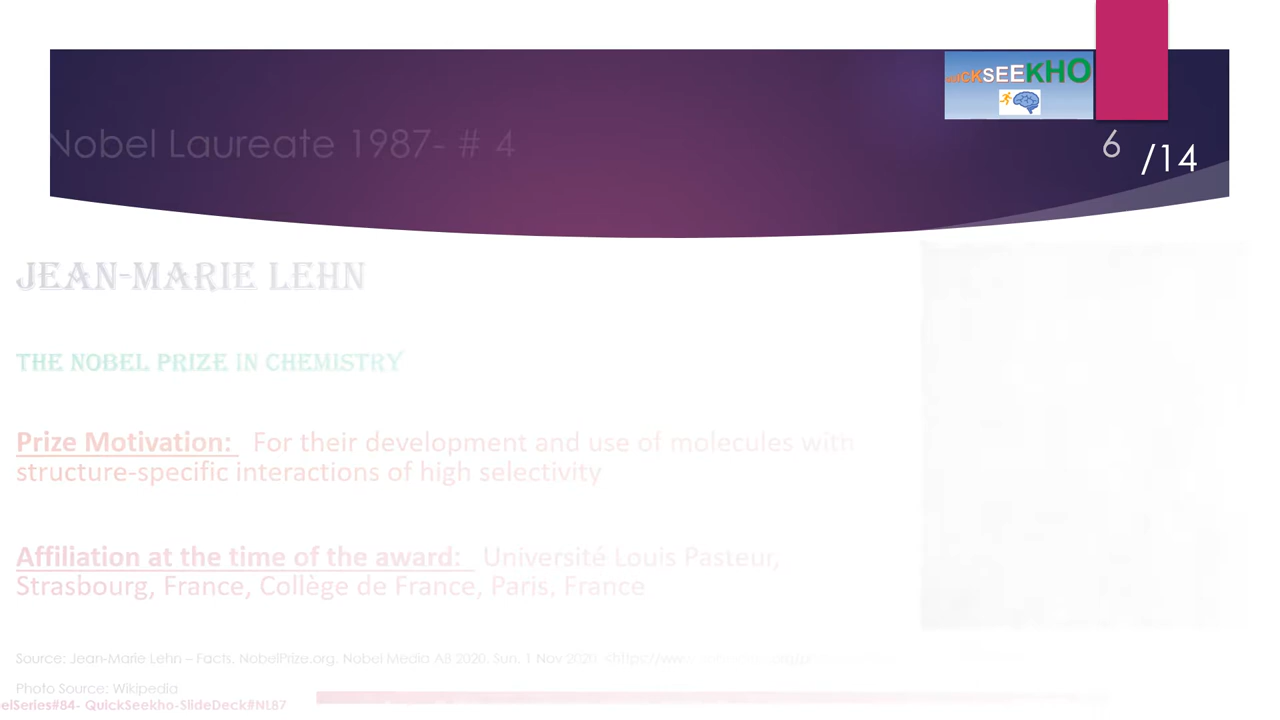 QUICKSEEKHO
Nobel Laureate 1987- # 4
6 /14
JEAN-MARIE LEHN
THE NOBEL PRIZE IN CHEMISTRY
Prize Motivation: For their development and use of molecules with
structure-specific interactions of high selectivity
Affiliation at the time of the award: Université Louis Pasteur,
Strasbourg, France, Collège de France, Paris, France
Source: Jean-Marie Lehn – Facts. NobelPrize.org. Nobel Media AB 2020. Sun. 1 Nov 2020. <https://www
Photo Source: Wikipedia
elSeries#84- QuickSeekho-SlideDeck#NL87